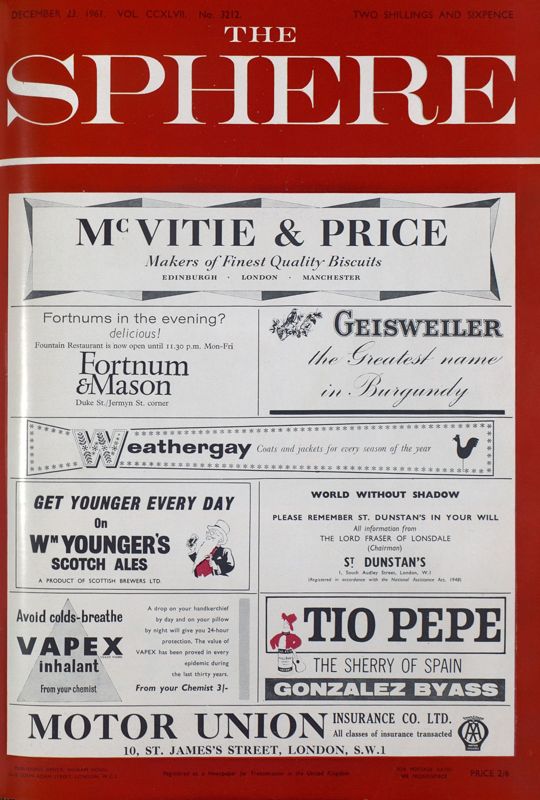 DECEMBER 23, 1961. VOL. CCXLVII. No. 3212. TWO SHILLINGS AND SIXPENCE
THE
SPHERE
McVITIE & PRICE
Makers of Finest Quality Biscuits
EDINBURGH · LONDON · MANCHESTER
Fortnums in the evening?
delicious!
Fountain Restaurant is now open until 11.30 p.m. Mon-Fri
Fortnum
& Mason
Duke St./Jermyn St. corner
GEISWEILER
the Greatest name
in Burgundy
Weathergay Coats and jackets for every season of the year
GET YOUNGER EVERY DAY
On
Wm YOUNGER'S
SCOTCH ALES
A PRODUCT OF SCOTTISH BREWERS LTD.
WORLD WITHOUT SHADOW
PLEASE REMEMBER ST. DUNSTAN'S IN YOUR WILL
All information from
THE LORD FRASER OF LONSDALE
(Chairman)
ST DUNSTAN'S
1, South Audley Street, London, W.1
(Registered in accordance with the National Assistance Act, 1948)
Avoid colds-breathe
VAPEX
inhalant
From your chemist
A drop on your handkerchief
by day and on your pillow
by night will give you 24-hour
protection. The value of
VAPEX has been proved in every
epidemic during
the last thirty years.
From your Chemist 3/-
TIO PEPE
THE SHERRY OF SPAIN
GONZALEZ BYASS
MOTOR UNION INSURANCE CO. LTD.
All classes of insurance transacted
10, ST. JAMES'S STREET, LONDON, S.W.1
Registered as a Newspaper for Transmission in the United Kingdom
FOR POSTAGE RATES
SEE FRONTISPIECE
PRICE 2/6